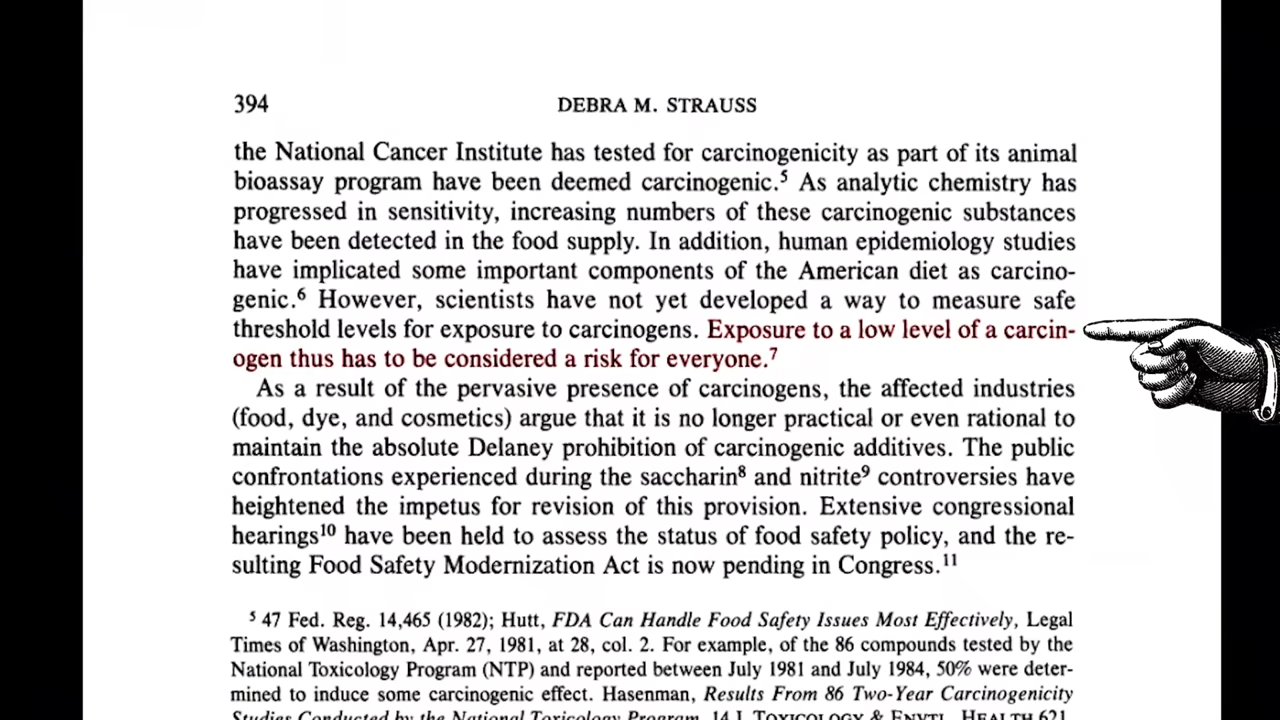 394 DEBRA M. STRAUSS
the National Cancer Institute has tested for carcinogenicity as part of its animal
bioassay program have been deemed carcinogenic.⁵ As analytic chemistry has
progressed in sensitivity, increasing numbers of these carcinogenic substances
have been detected in the food supply. In addition, human epidemiology studies
have implicated some important components of the American diet as carcino-
genic.⁶ However, scientists have not yet developed a way to measure safe
threshold levels for exposure to carcinogens. Exposure to a low level of a carcin-
ogen thus has to be considered a risk for everyone.⁷
As a result of the pervasive presence of carcinogens, the affected industries
(food, dye, and cosmetics) argue that it is no longer practical or even rational to
maintain the absolute Delaney prohibition of carcinogenic additives. The public
confrontations experienced during the saccharin⁸ and nitrite⁹ controversies have
heightened the impetus for revision of this provision. Extensive congressional
hearings¹⁰ have been held to assess the status of food safety policy, and the re-
sulting Food Safety Modernization Act is now pending in Congress.¹¹
⁵ 47 Fed. Reg. 14,465 (1982); Hutt, FDA Can Handle Food Safety Issues Most Effectively, Legal
Times of Washington, Apr. 27, 1981, at 28, col. 2. For example, of the 86 compounds tested by the
National Toxicology Program (NTP) and reported between July 1981 and July 1984, 50% were deter-
mined to induce some carcinogenic effect. Hasenman, Results From 86 Two-Year Carcinogenicity
Studies Conducted by the National Toxicology Program, 14 J. TOXICOLOGY & ENVTL. HEALTH 621,